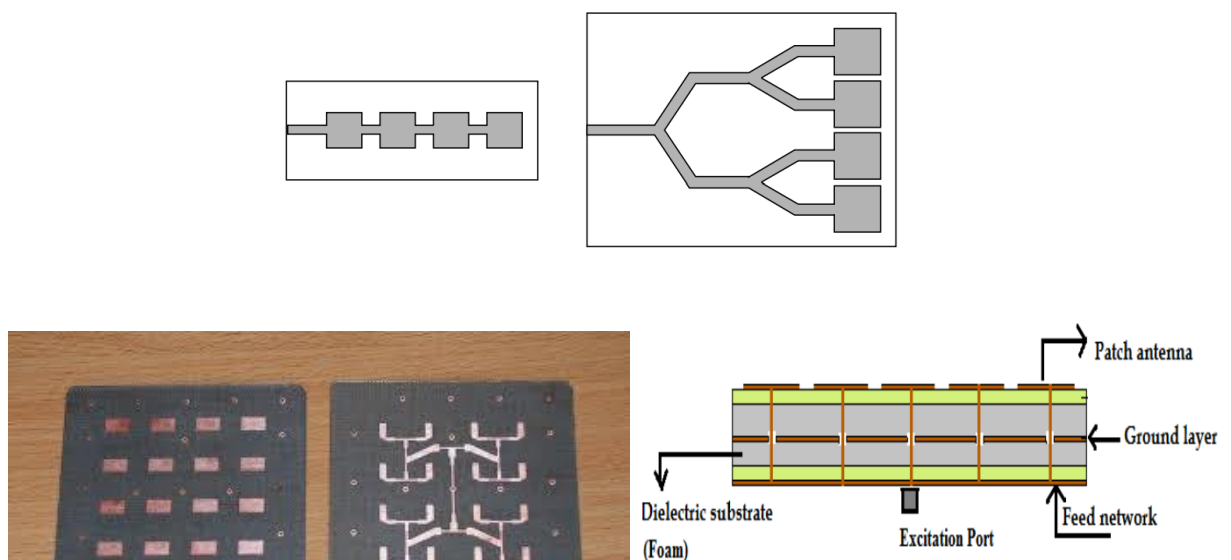 Patch antenna
Ground layer
Dielectric substrate
(Foam)
Excitation Port
Feed network